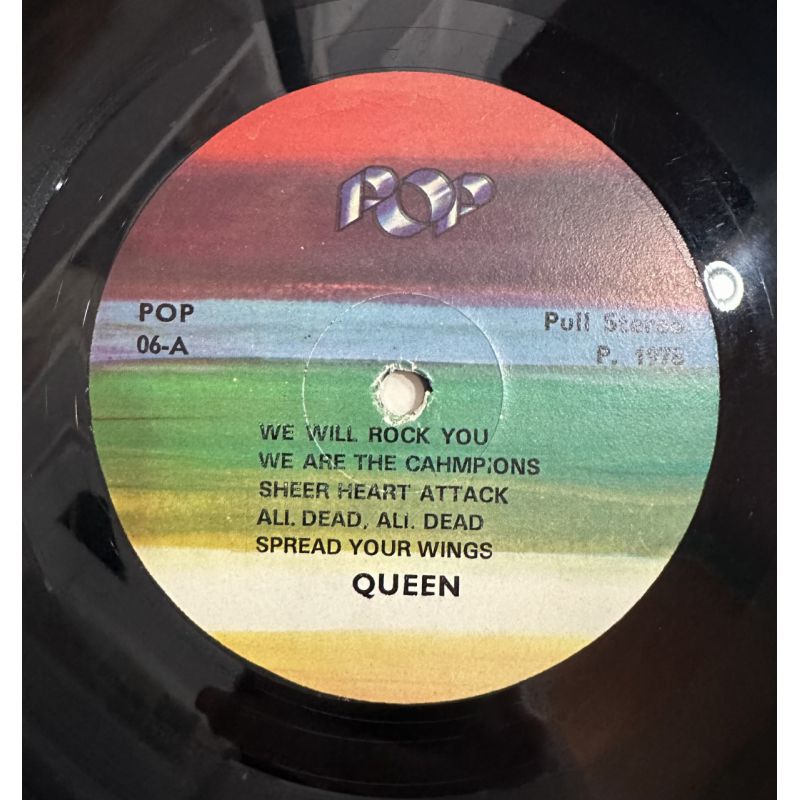 POP
POP
06-A
Pull Stereo
P. 1978
WE WILL ROCK YOU
WE ARE THE CAHMPIONS
SHEER HEART ATTACK
ALL DEAD, ALL DEAD
SPREAD YOUR WINGS
QUEEN